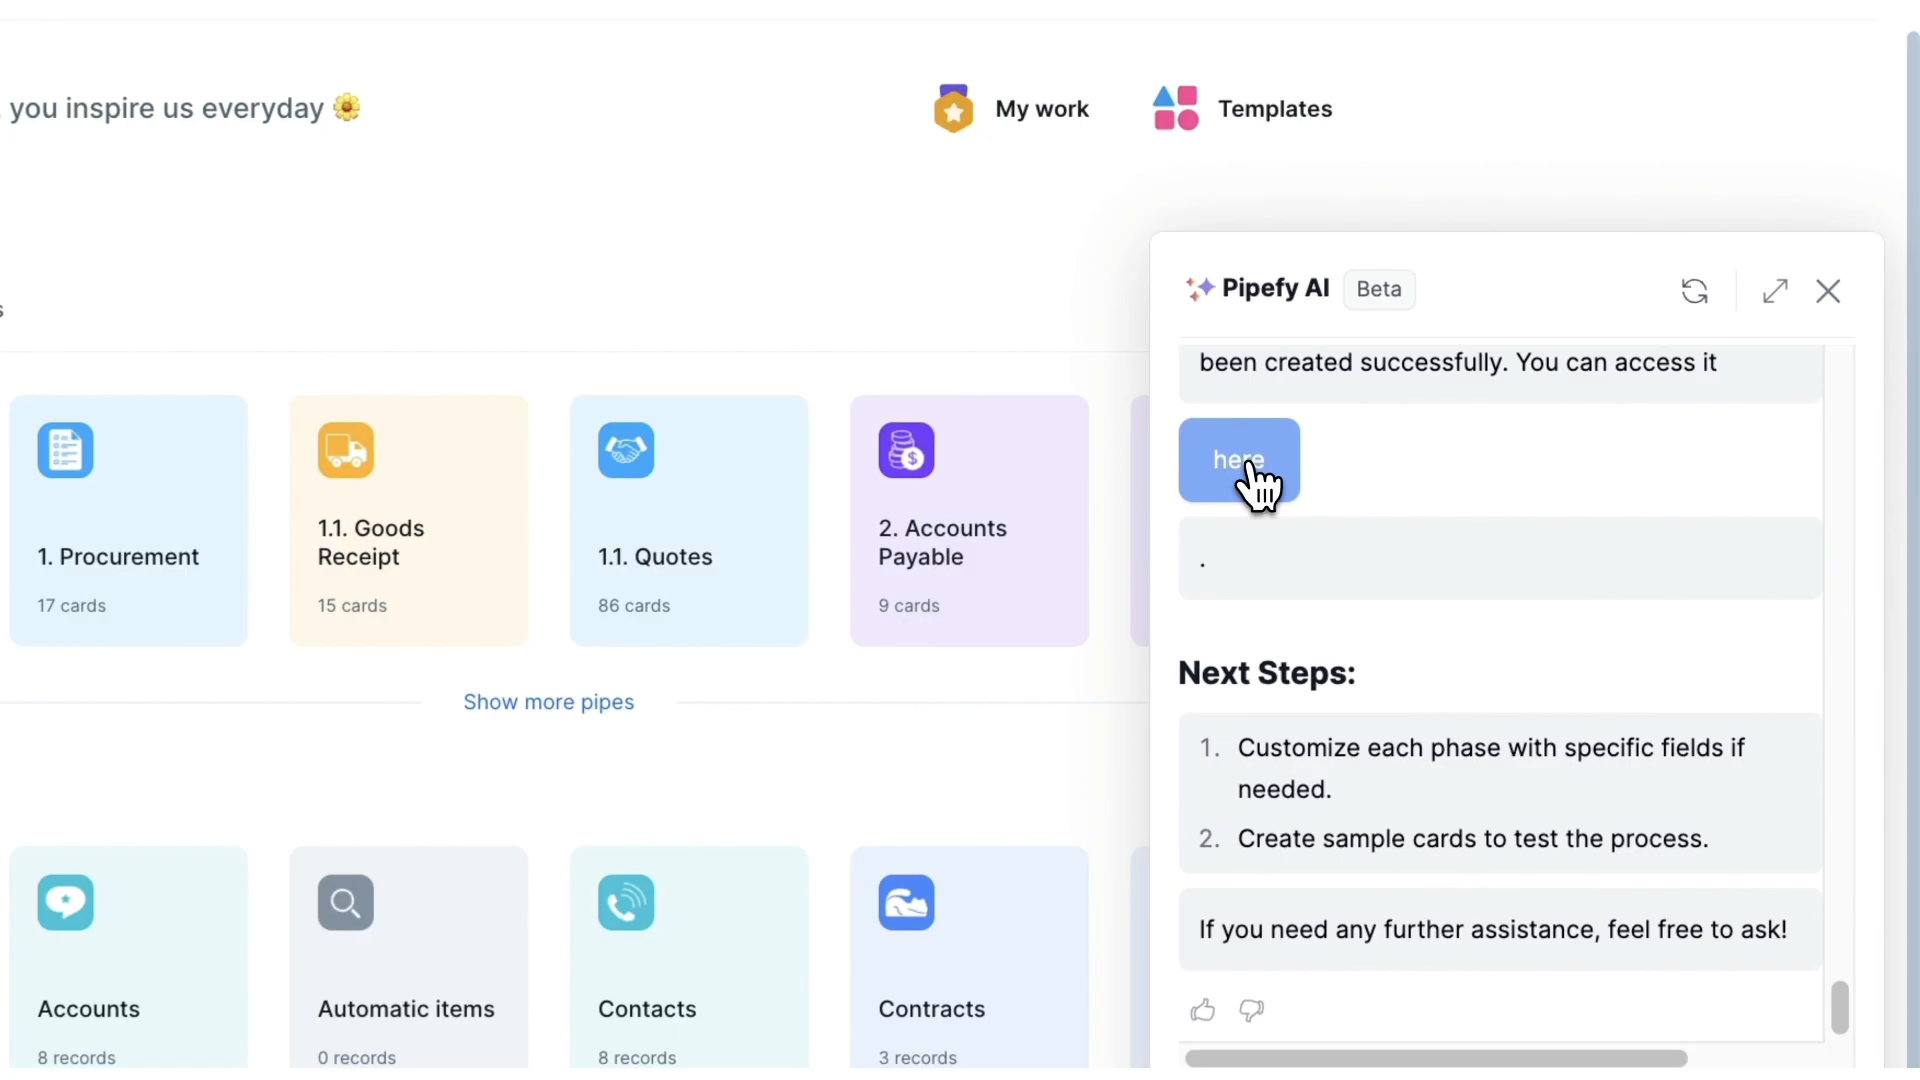 you inspire us everyday 🌼
My work
Templates
s
1. Procurement
17 cards
1.1. Goods
Receipt
15 cards
1.1. Quotes
86 cards
2. Accounts
Payable
9 cards
Show more pipes
Accounts
8 records
Automatic items
0 records
Contacts
8 records
Contracts
3 records
Pipefy AI
Beta
been created successfully. You can access it
here
.
Next Steps:
1. Customize each phase with specific fields if
needed.
2. Create sample cards to test the process.
If you need any further assistance, feel free to ask!